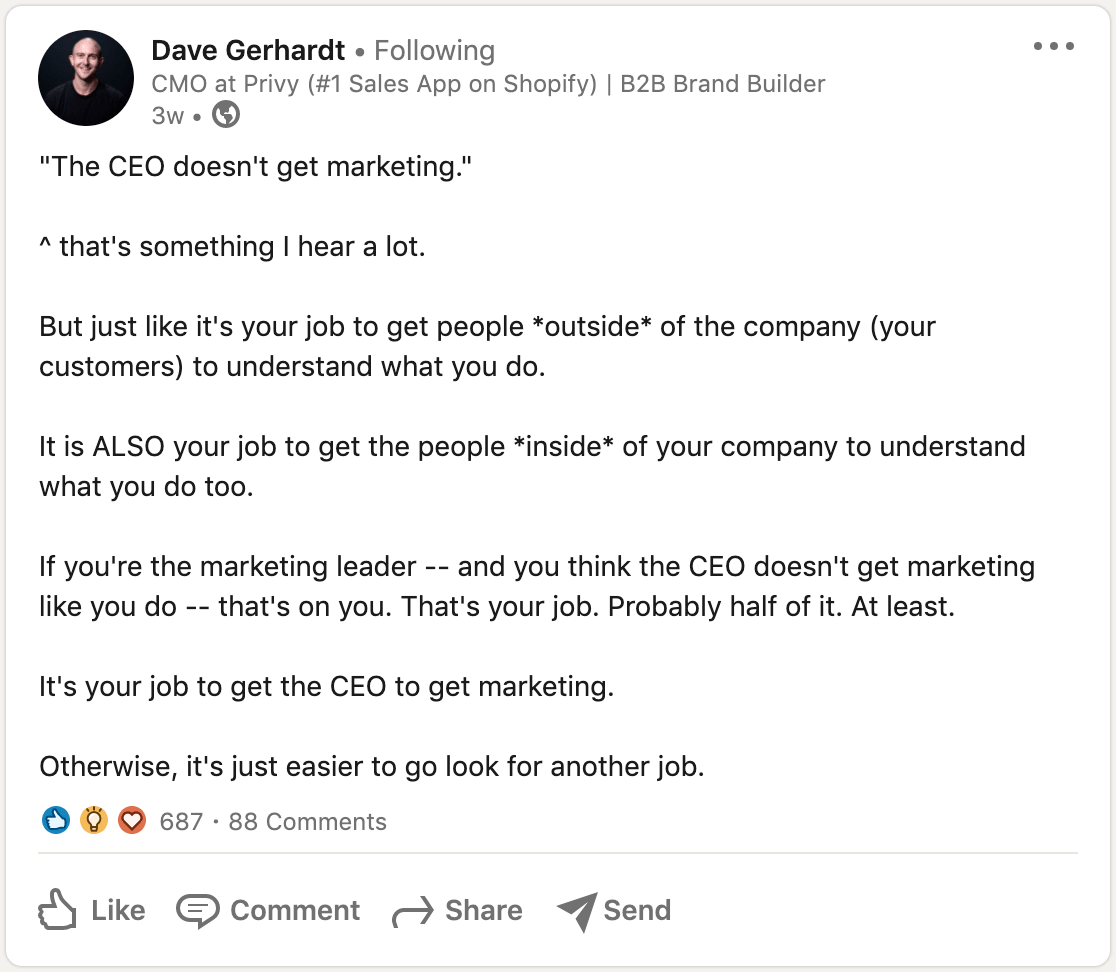 Dave Gerhardt • Following
CMO at Privy (#1 Sales App on Shopify) | B2B Brand Builder
3w •
"The CEO doesn't get marketing."
^ that's something I hear a lot.
But just like it's your job to get people *outside* of the company (your
customers) to understand what you do.
It is ALSO your job to get the people *inside* of your company to understand
what you do too.
If you're the marketing leader -- and you think the CEO doesn't get marketing
like you do -- that's on you. That's your job. Probably half of it. At least.
It's your job to get the CEO to get marketing.
Otherwise, it's just easier to go look for another job.
687 · 88 Comments
Like Comment Share Send